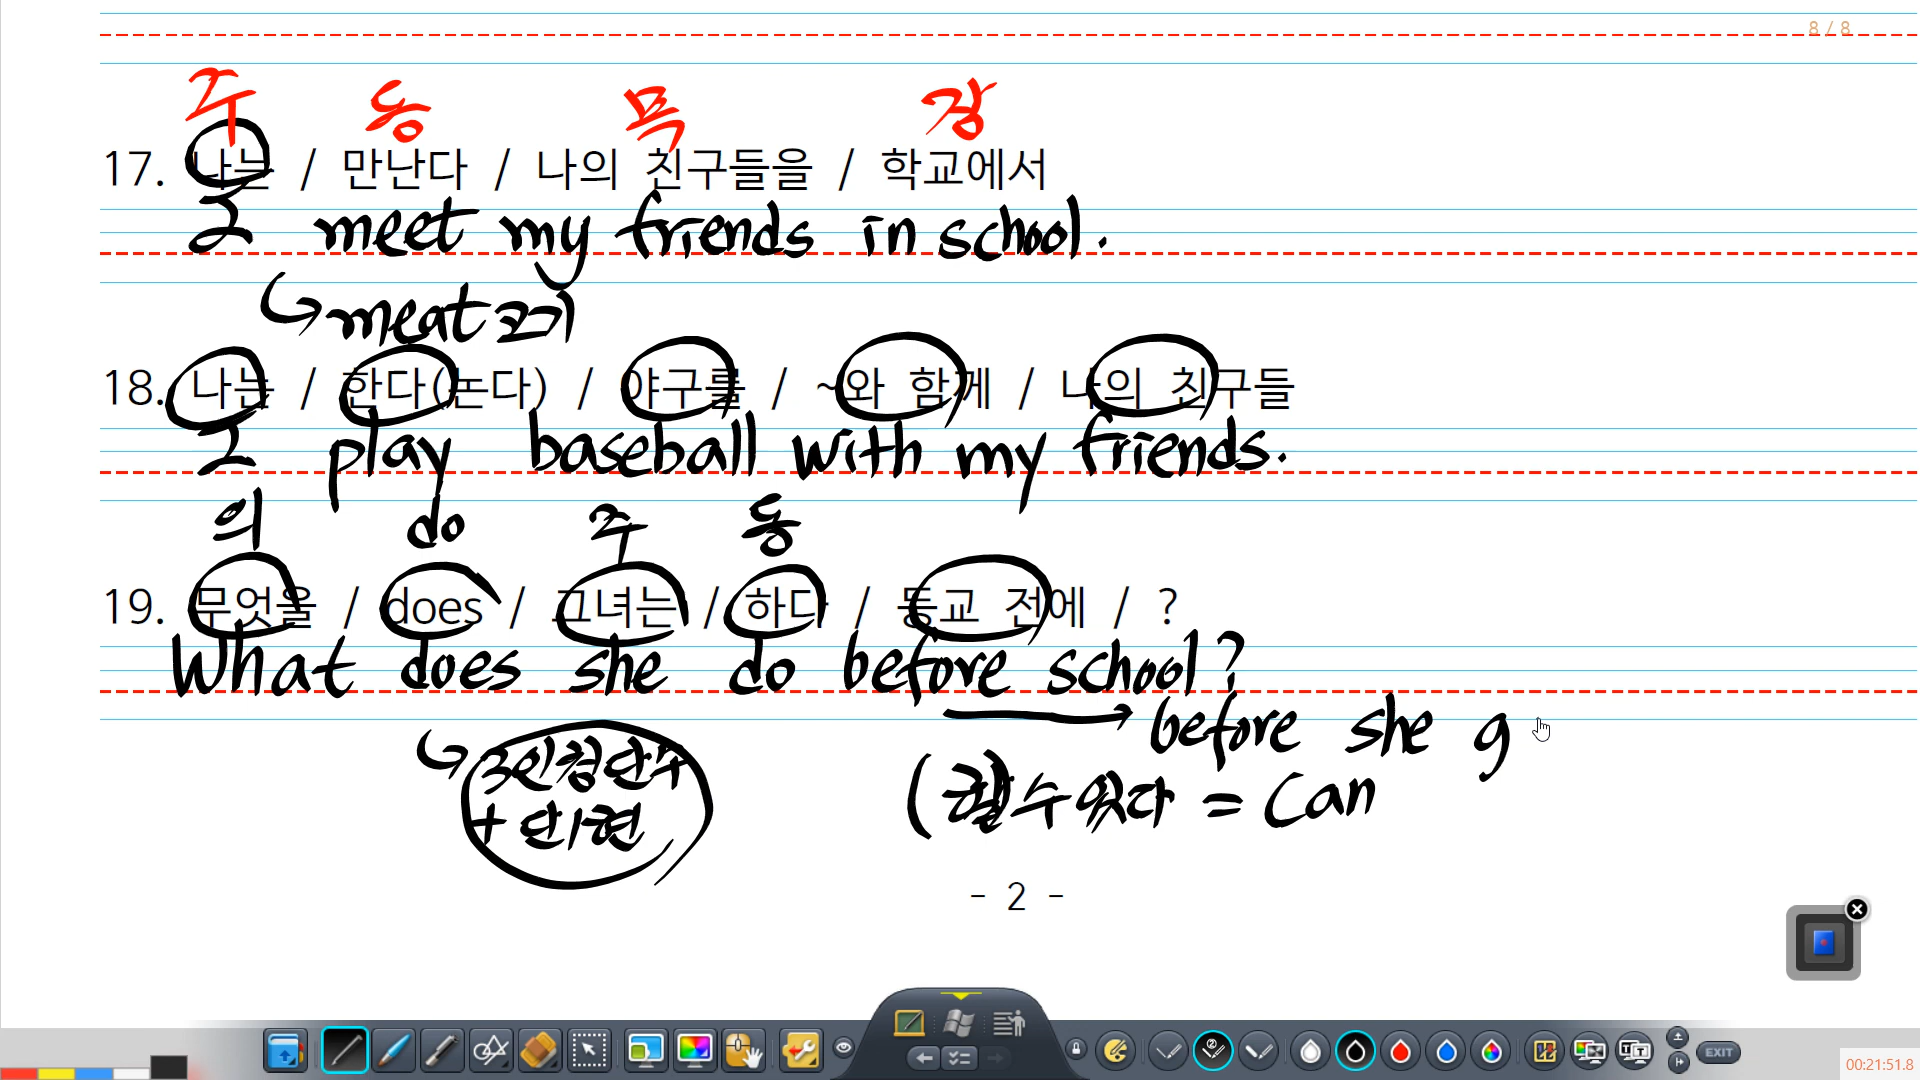 8 / 8
주 동 목 장
17. 나는 / 만난다 / 나의 친구들을 / 학교에서
I meet my friends in school.
meat 고기
18. 나는 / 한다(논다) / 야구를 / ~와 함께 / 나의 친구들
I play baseball with my friends.
의 do 주 동
19. 무엇을 / does / 그녀는 / 하다 / 등교 전에 / ?
What does she do before school?
before she g
3인칭단수
+ 단, 현
수 있다 = Can
- 2 -
EXIT
00:21:51.8